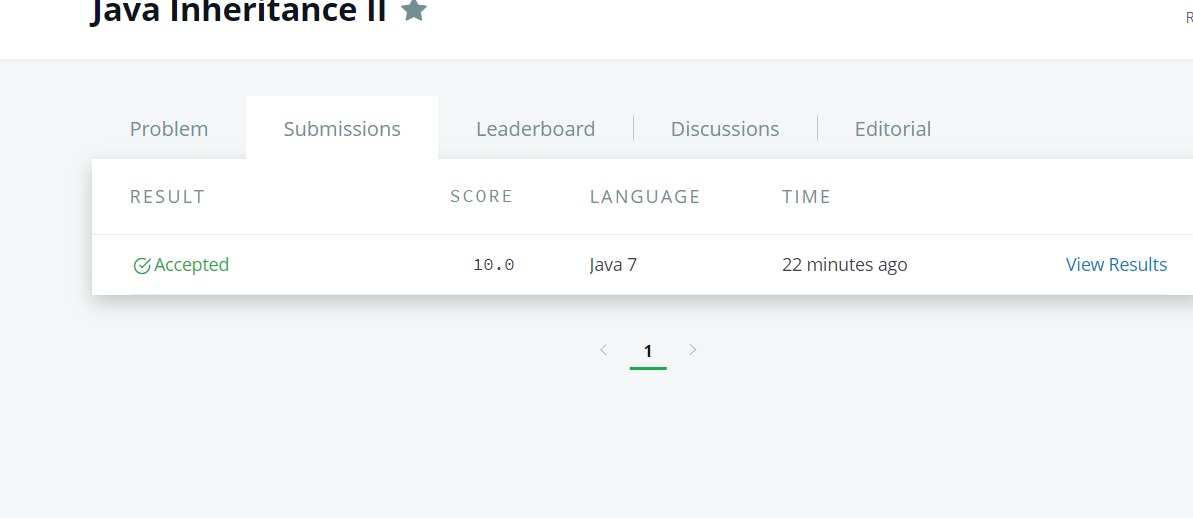 Java Inheritance II
R
Problem Submissions Leaderboard Discussions Editorial
RESULT SCORE LANGUAGE TIME
Accepted 10.0 Java 7 22 minutes ago View Results
1